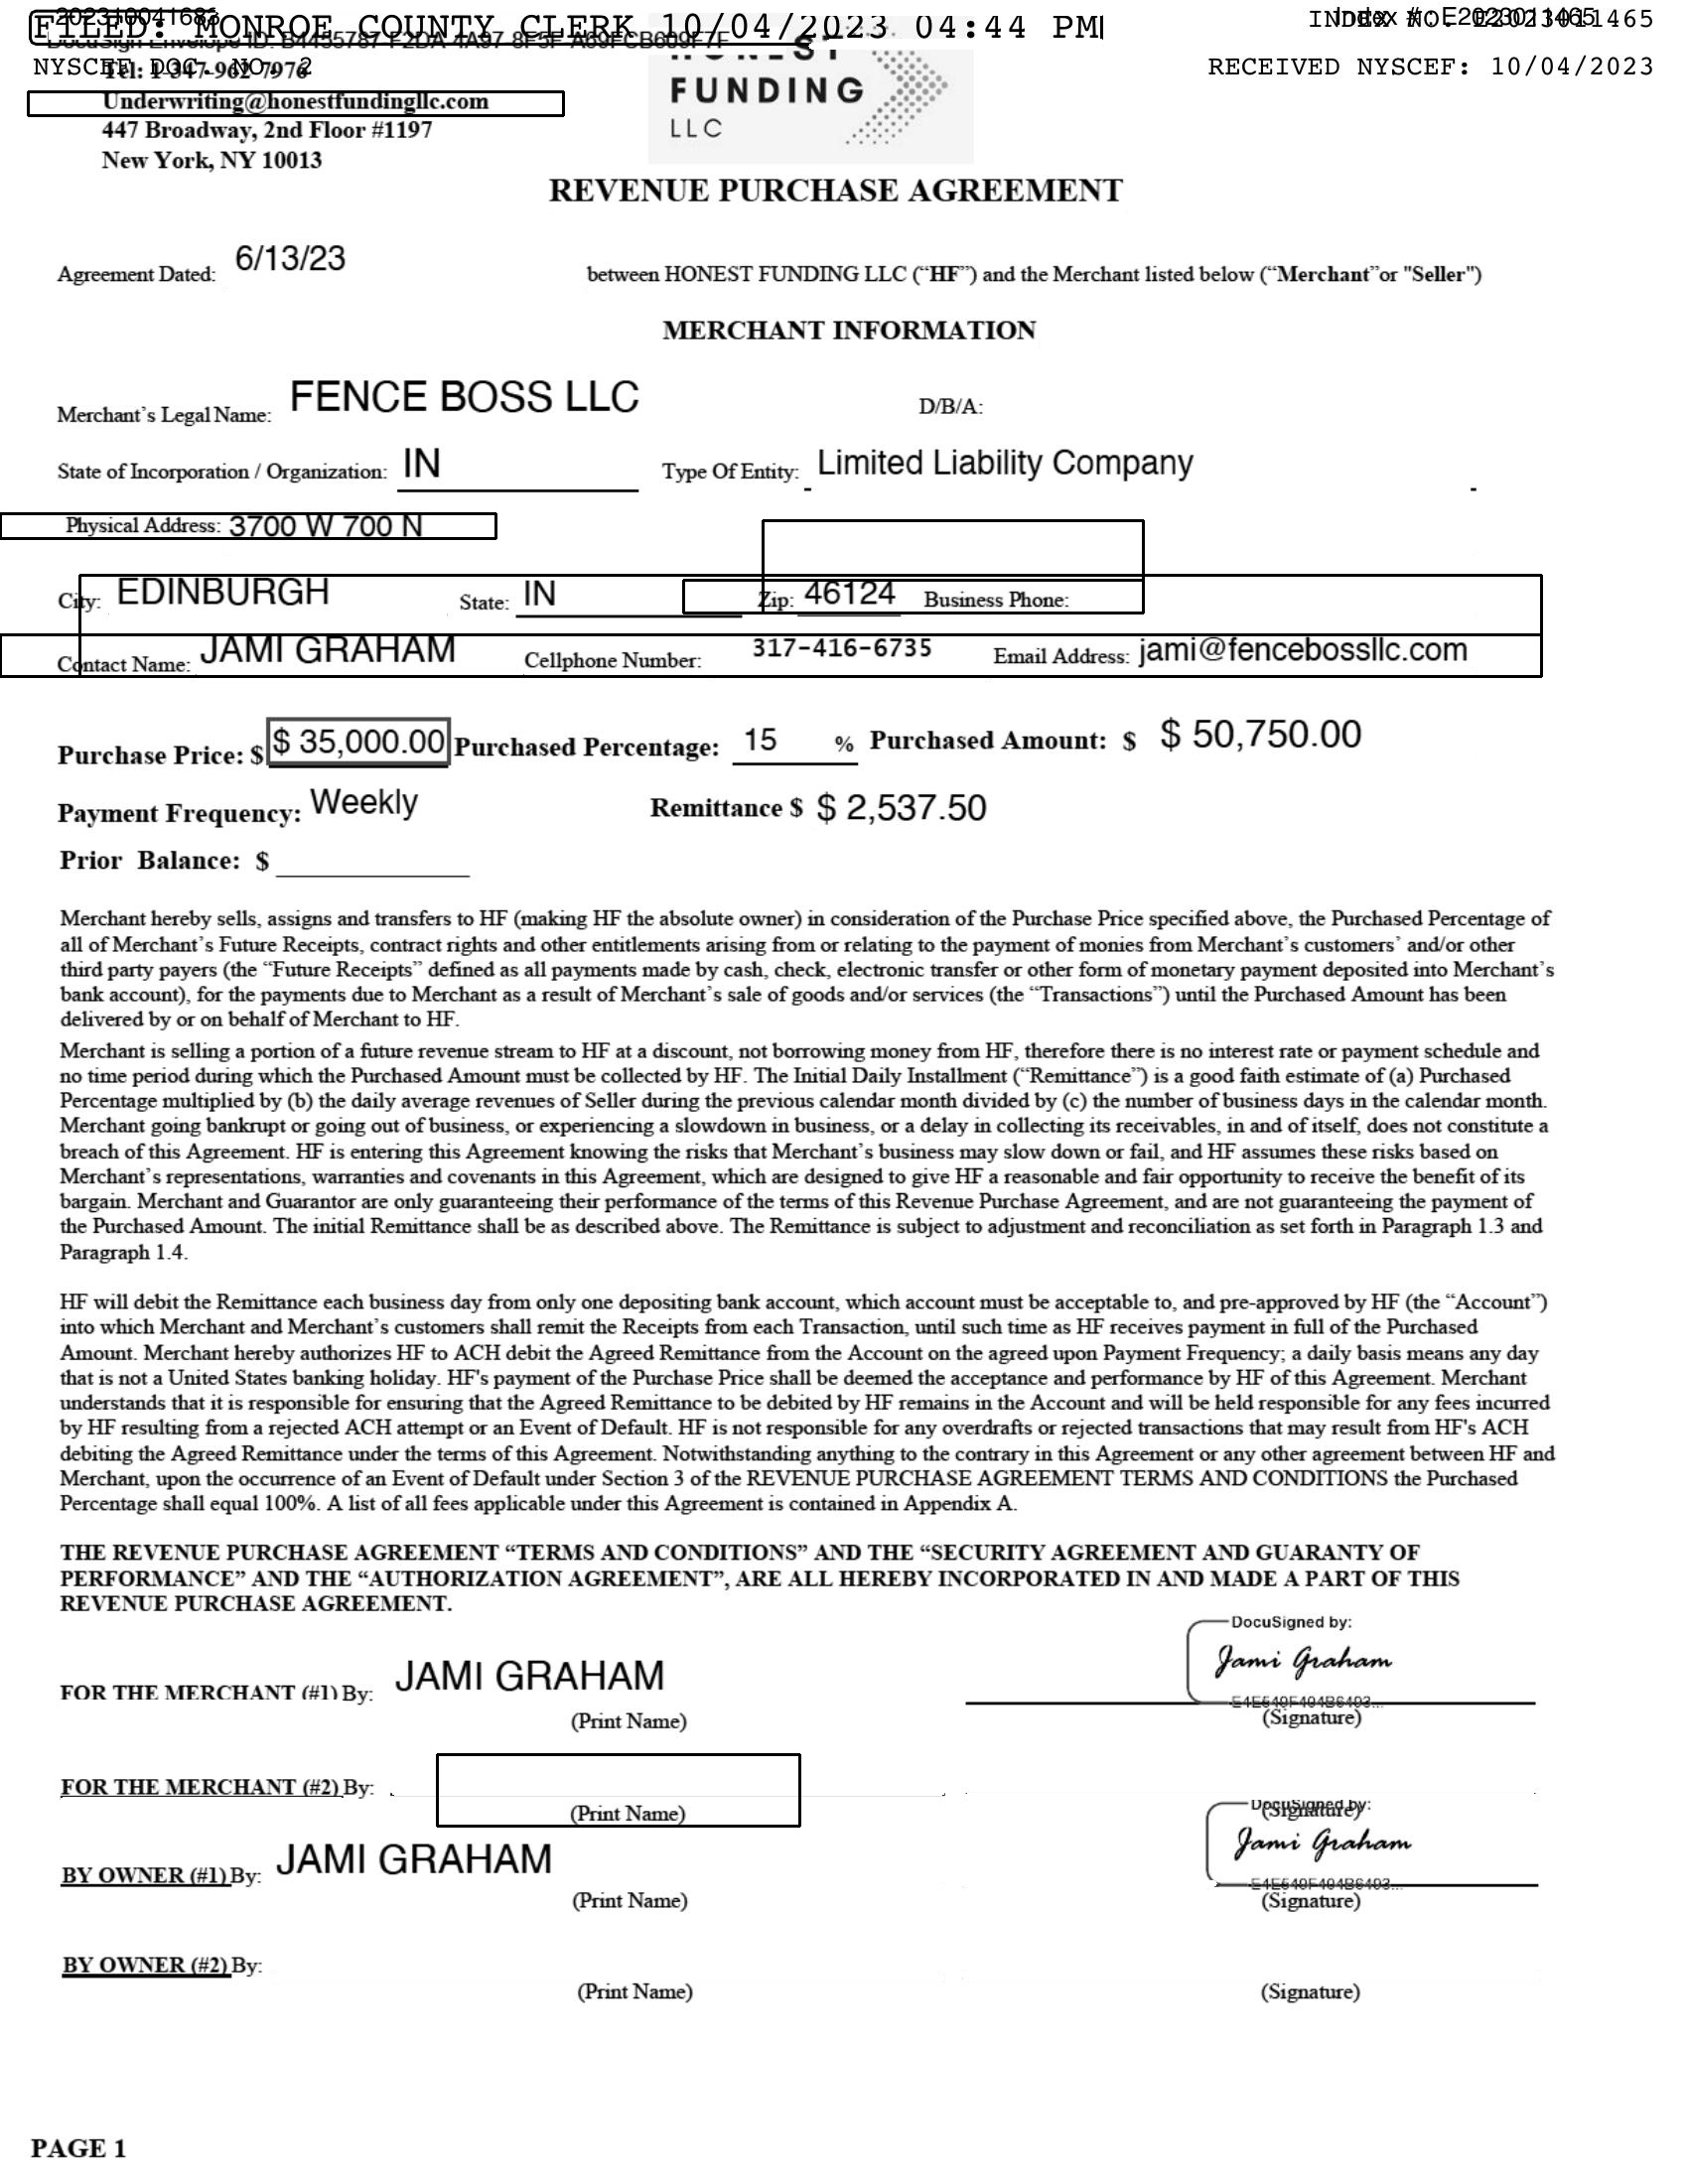 202310041683
Index #: E2023011465
FILED: MONROE COUNTY CLERK 10/04/2023 04:44 PM
INDEX NO. E2023011465
DocuSign Envelope ID: B4455787-F2DA-4A97-8F5F-A69FCB609F7F
NYSCEF DOC. NO. 2
RECEIVED NYSCEF: 10/04/2023
Tel: 1-347-962-7976
Underwriting@honestfundingllc.com
447 Broadway, 2nd Floor #1197
New York, NY 10013
HONEST
FUNDING
LLC
REVENUE PURCHASE AGREEMENT
Agreement Dated: 6/13/23 between HONEST FUNDING LLC (“HF”) and the Merchant listed below (“Merchant”or "Seller")
MERCHANT INFORMATION
Merchant’s Legal Name: FENCE BOSS LLC D/B/A:
State of Incorporation / Organization: IN Type Of Entity: Limited Liability Company
Physical Address: 3700 W 700 N
City: EDINBURGH State: IN Zip: 46124 Business Phone:
Contact Name: JAMI GRAHAM Cellphone Number: 317-416-6735 Email Address: jami@fencebossllc.com
Purchase Price: $ $ 35,000.00 Purchased Percentage: 15 % Purchased Amount: $ $ 50,750.00
Payment Frequency: Weekly Remittance $ $ 2,537.50
Prior Balance: $
Merchant hereby sells, assigns and transfers to HF (making HF the absolute owner) in consideration of the Purchase Price specified above, the Purchased Percentage of
all of Merchant’s Future Receipts, contract rights and other entitlements arising from or relating to the payment of monies from Merchant’s customers’ and/or other
third party payers (the “Future Receipts” defined as all payments made by cash, check, electronic transfer or other form of monetary payment deposited into Merchant’s
bank account), for the payments due to Merchant as a result of Merchant’s sale of goods and/or services (the “Transactions”) until the Purchased Amount has been
delivered by or on behalf of Merchant to HF.
Merchant is selling a portion of a future revenue stream to HF at a discount, not borrowing money from HF, therefore there is no interest rate or payment schedule and
no time period during which the Purchased Amount must be collected by HF. The Initial Daily Installment (“Remittance”) is a good faith estimate of (a) Purchased
Percentage multiplied by (b) the daily average revenues of Seller during the previous calendar month divided by (c) the number of business days in the calendar month.
Merchant going bankrupt or going out of business, or experiencing a slowdown in business, or a delay in collecting its receivables, in and of itself, does not constitute a
breach of this Agreement. HF is entering this Agreement knowing the risks that Merchant’s business may slow down or fail, and HF assumes these risks based on
Merchant’s representations, warranties and covenants in this Agreement, which are designed to give HF a reasonable and fair opportunity to receive the benefit of its
bargain. Merchant and Guarantor are only guaranteeing their performance of the terms of this Revenue Purchase Agreement, and are not guaranteeing the payment of
the Purchased Amount. The initial Remittance shall be as described above. The Remittance is subject to adjustment and reconciliation as set forth in Paragraph 1.3 and
Paragraph 1.4.
HF will debit the Remittance each business day from only one depositing bank account, which account must be acceptable to, and pre-approved by HF (the “Account”)
into which Merchant and Merchant’s customers shall remit the Receipts from each Transaction, until such time as HF receives payment in full of the Purchased
Amount. Merchant hereby authorizes HF to ACH debit the Agreed Remittance from the Account on the agreed upon Payment Frequency; a daily basis means any day
that is not a United States banking holiday. HF's payment of the Purchase Price shall be deemed the acceptance and performance by HF of this Agreement. Merchant
understands that it is responsible for ensuring that the Agreed Remittance to be debited by HF remains in the Account and will be held responsible for any fees incurred
by HF resulting from a rejected ACH attempt or an Event of Default. HF is not responsible for any overdrafts or rejected transactions that may result from HF's ACH
debiting the Agreed Remittance under the terms of this Agreement. Notwithstanding anything to the contrary in this Agreement or any other agreement between HF and
Merchant, upon the occurrence of an Event of Default under Section 3 of the REVENUE PURCHASE AGREEMENT TERMS AND CONDITIONS the Purchased
Percentage shall equal 100%. A list of all fees applicable under this Agreement is contained in Appendix A.
THE REVENUE PURCHASE AGREEMENT “TERMS AND CONDITIONS” AND THE “SECURITY AGREEMENT AND GUARANTY OF
PERFORMANCE” AND THE “AUTHORIZATION AGREEMENT”, ARE ALL HEREBY INCORPORATED IN AND MADE A PART OF THIS
REVENUE PURCHASE AGREEMENT.
DocuSigned by:
FOR THE MERCHANT (#1) By: JAMI GRAHAM Jami Graham
E4E540F404B6493...
(Print Name) (Signature)
FOR THE MERCHANT (#2) By:
(Print Name) (Signature)
DocuSigned by:
BY OWNER (#1) By: JAMI GRAHAM Jami Graham
E4E540F404B6493...
(Print Name) (Signature)
BY OWNER (#2) By:
(Print Name) (Signature)
PAGE 1